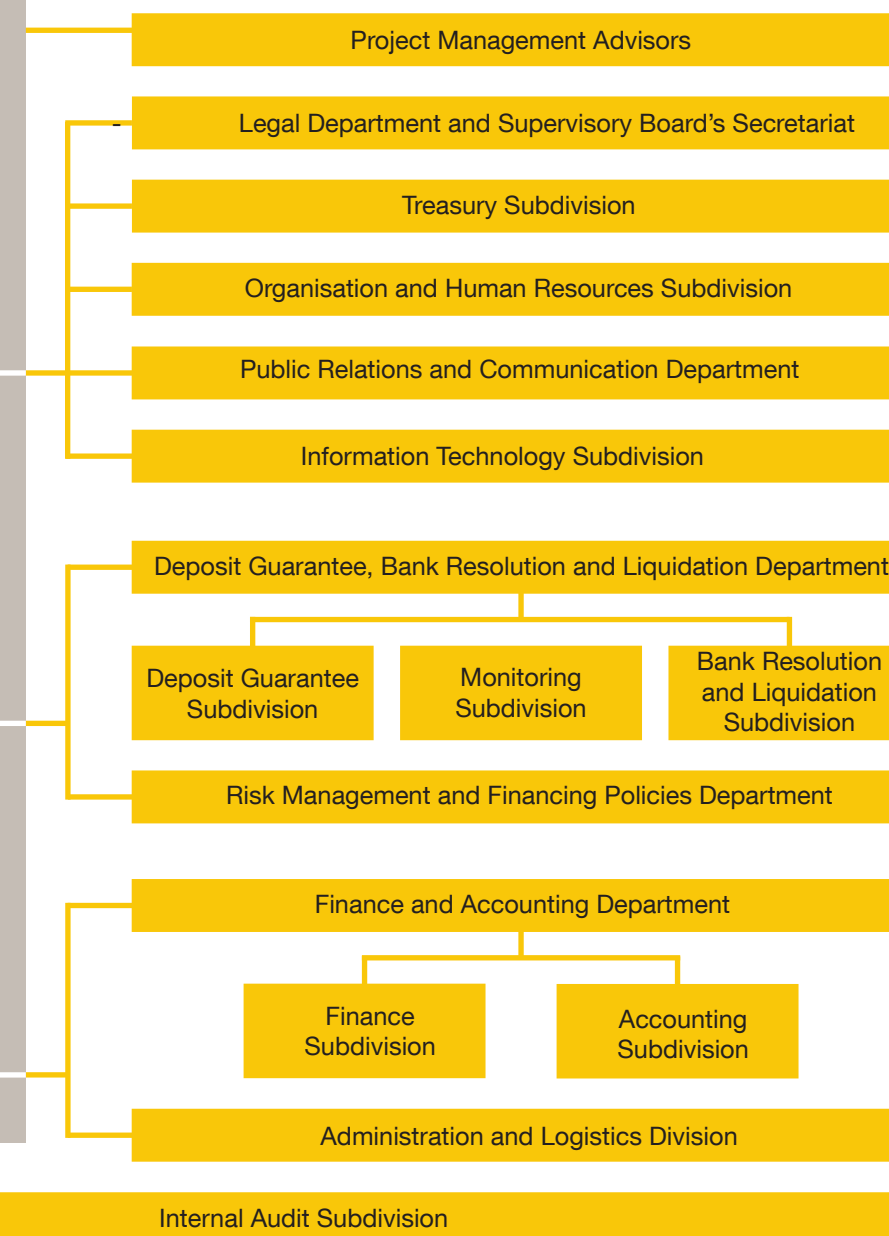 Project Management Advisors
-
Legal Department and Supervisory Board’s Secretariat
Treasury Subdivision
Organisation and Human Resources Subdivision
Public Relations and Communication Department
Information Technology Subdivision
Deposit Guarantee, Bank Resolution and Liquidation Department
Deposit Guarantee
Subdivision
Monitoring
Subdivision
Bank Resolution
and Liquidation
Subdivision
Risk Management and Financing Policies Department
Finance and Accounting Department
Finance
Subdivision
Accounting
Subdivision
Administration and Logistics Division
Internal Audit Subdivision